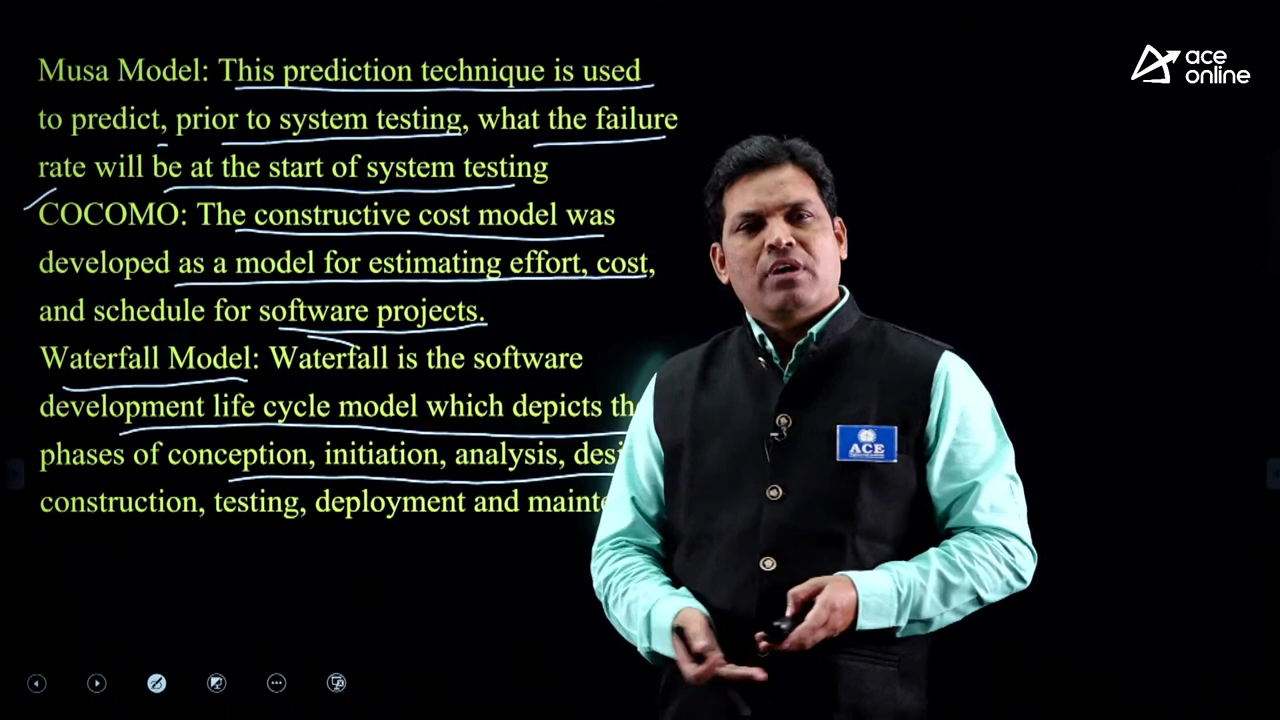 Musa Model: This prediction technique is used
to predict, prior to system testing, what the failure
rate will be at the start of system testing
COCOMO: The constructive cost model was
developed as a model for estimating effort, cost,
and schedule for software projects.
Waterfall Model: Waterfall is the software
development life cycle model which depicts
phases of conception, initiation, analysis,
construction, testing, deployment and
ace
online
ACE